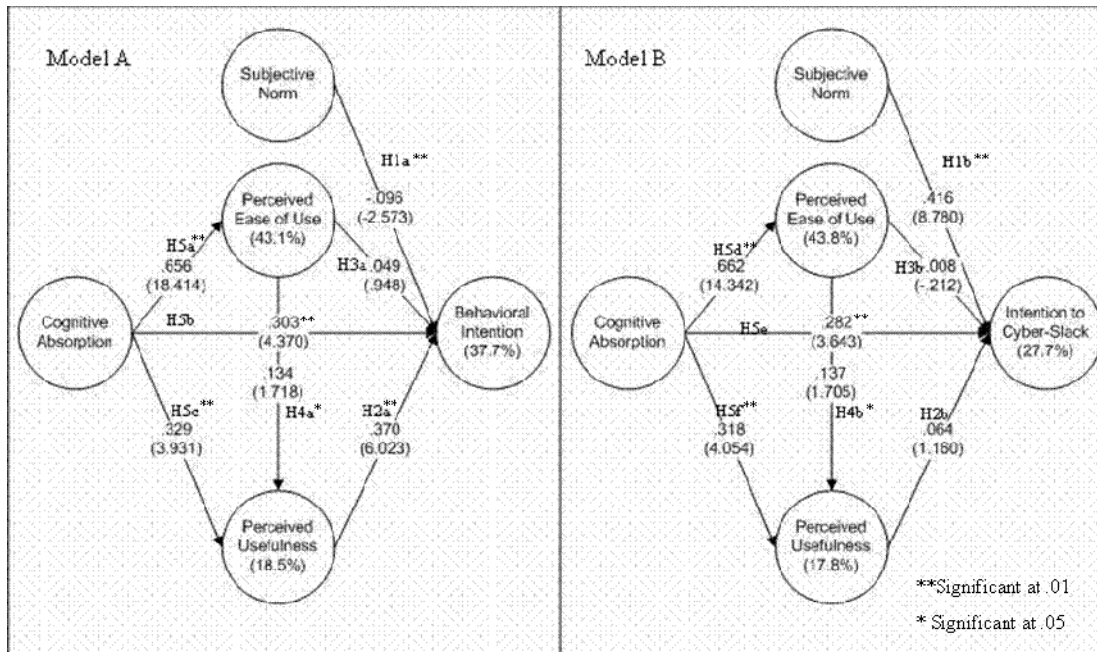 Model A
Subjective
Norm
H1a**
-.096
(-2.573)
Perceived
Ease of Use
(43.1%)
H5a**
.656
(18.414)
H3a .049
(.948)
Cognitive
Absorption
H5b
.303**
(4.370)
Behavioral
Intention
(37.7%)
.134
(1.718)
H4a*
H5c**
.329
(3.931)
H2a**
.370
(6.023)
Perceived
Usefulness
(18.5%)
Model B
Subjective
Norm
H1b**
.416
(8.780)
Perceived
Ease of Use
(43.8%)
H5d**
.662
(14.342)
H3b .008
(-.212)
Cognitive
Absorption
H5e
.282**
(3.643)
Intention to
Cyber-Slack
(27.7%)
.137
(1.705)
H4b*
H5f**
.318
(4.054)
H2b
.064
(1.160)
Perceived
Usefulness
(17.8%)
**Significant at .01
* Significant at .05